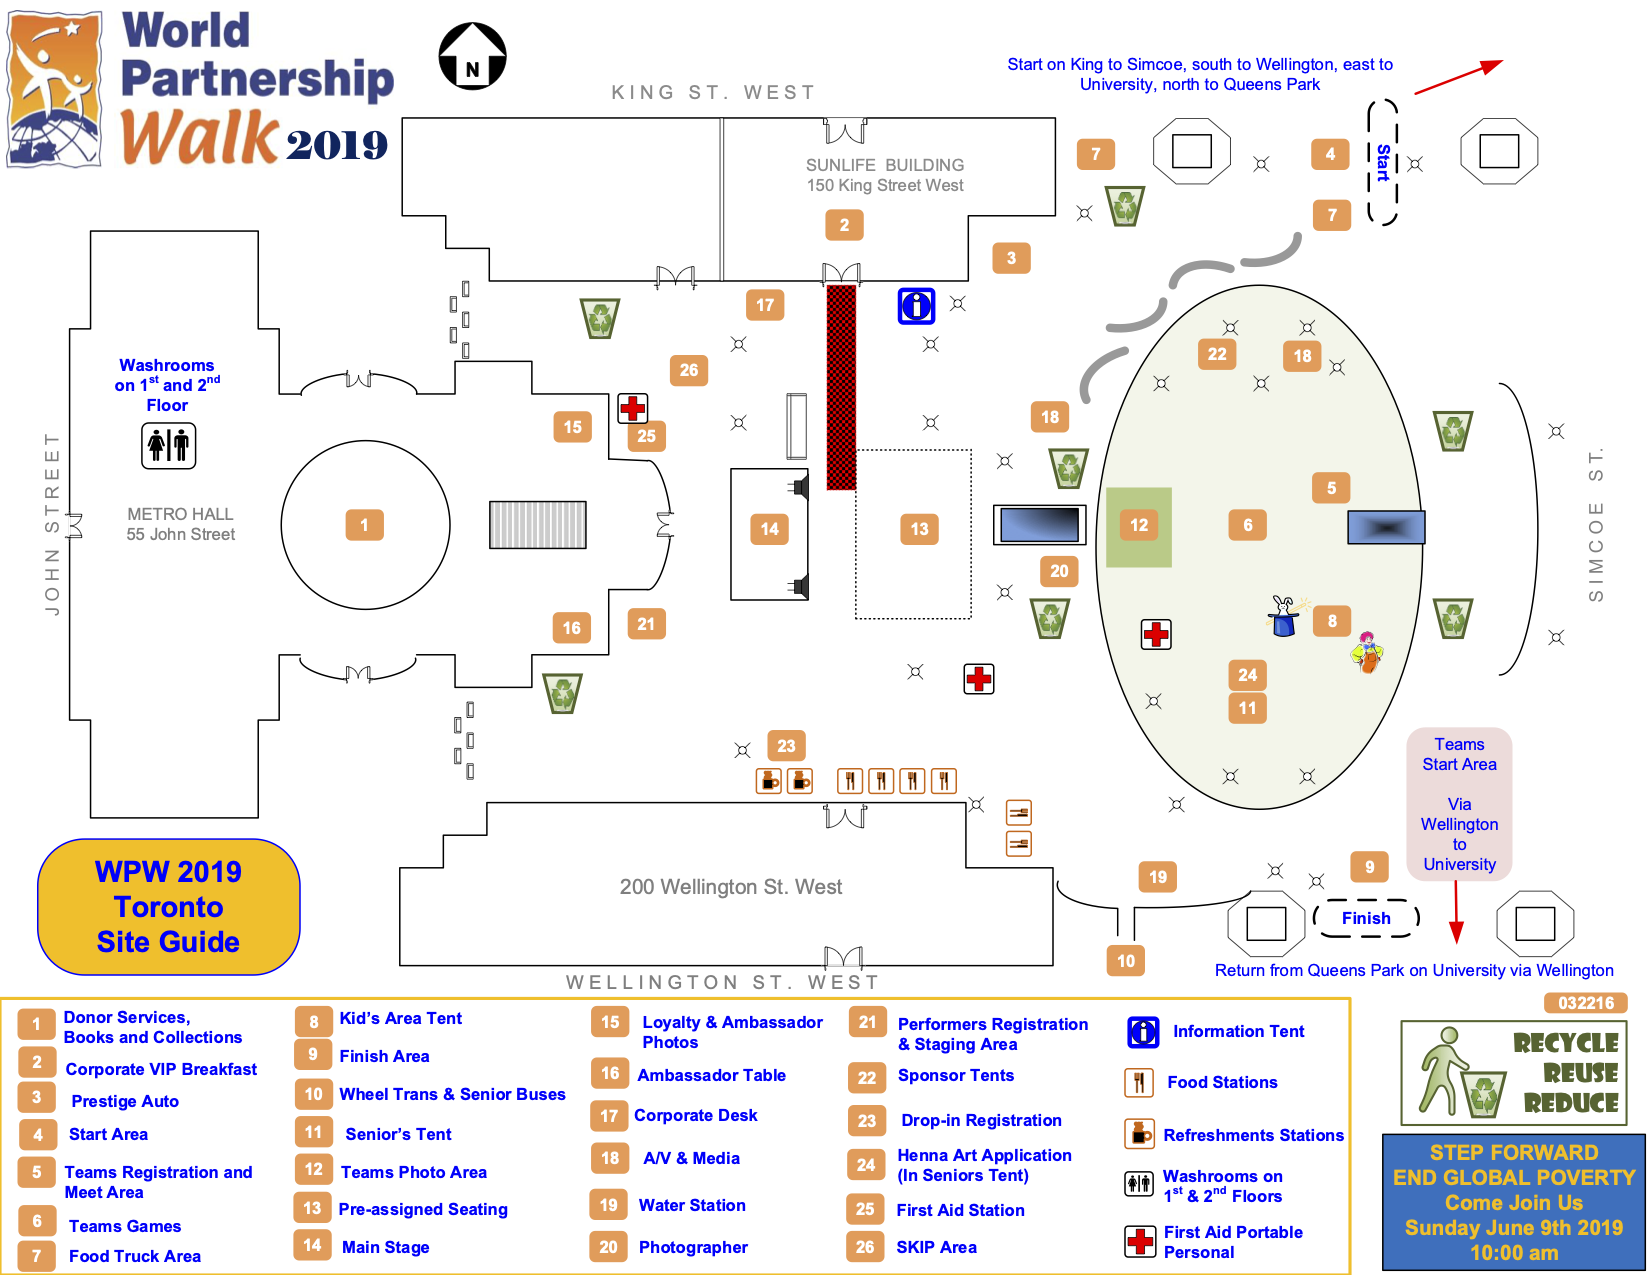 World
Partnership
Walk 2019
N
KING ST. WEST
Start on King to Simcoe, south to Wellington, east to
University, north to Queens Park
SUNLIFE BUILDING
150 King Street West
7
4
Start
2
7
3
17
26
22
18
Washrooms
on 1st and 2nd
Floor
15
25
18
JOHN STREET
METRO HALL
55 John Street
1
14
13
12
6
5
SIMCOE ST.
20
16
21
8
24
11
23
Teams
Start Area
Via
Wellington
to
University
WPW 2019
Toronto
Site Guide
200 Wellington St. West
19
9
Finish
10
WELLINGTON ST. WEST
Return from Queens Park on University via Wellington
032216
1 Donor Services,
Books and Collections
2 Corporate VIP Breakfast
3 Prestige Auto
4 Start Area
5 Teams Registration and
Meet Area
6 Teams Games
7 Food Truck Area
8 Kid's Area Tent
9 Finish Area
10 Wheel Trans & Senior Buses
11 Senior's Tent
12 Teams Photo Area
13 Pre-assigned Seating
14 Main Stage
15 Loyalty & Ambassador
Photos
16 Ambassador Table
17 Corporate Desk
18 A/V & Media
19 Water Station
20 Photographer
21 Performers Registration
& Staging Area
22 Sponsor Tents
23 Drop-in Registration
24 Henna Art Application
(In Seniors Tent)
25 First Aid Station
26 SKIP Area
Information Tent
Food Stations
Refreshments Stations
Washrooms on
1st & 2nd Floors
First Aid Portable
Personal
RECYCLE
REUSE
REDUCE
STEP FORWARD
END GLOBAL POVERTY
Come Join Us
Sunday June 9th 2019
10:00 am